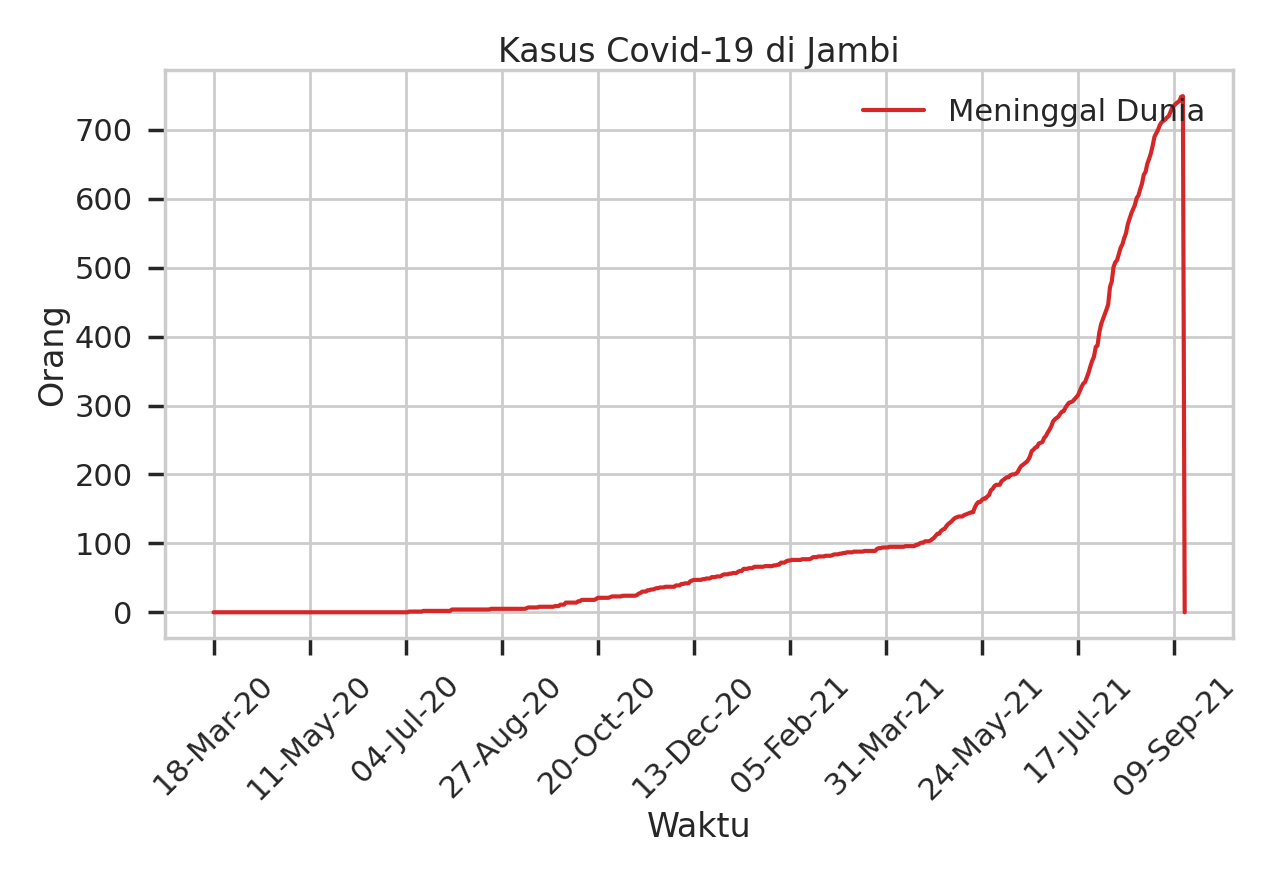 Kasus Covid-19 di Jambi
Meninggal Dunia
Orang
700
600
500
400
300
200
100
0
18-Mar-20
11-May-20
04-Jul-20
27-Aug-20
20-Oct-20
13-Dec-20
05-Feb-21
31-Mar-21
24-May-21
17-Jul-21
09-Sep-21
Waktu